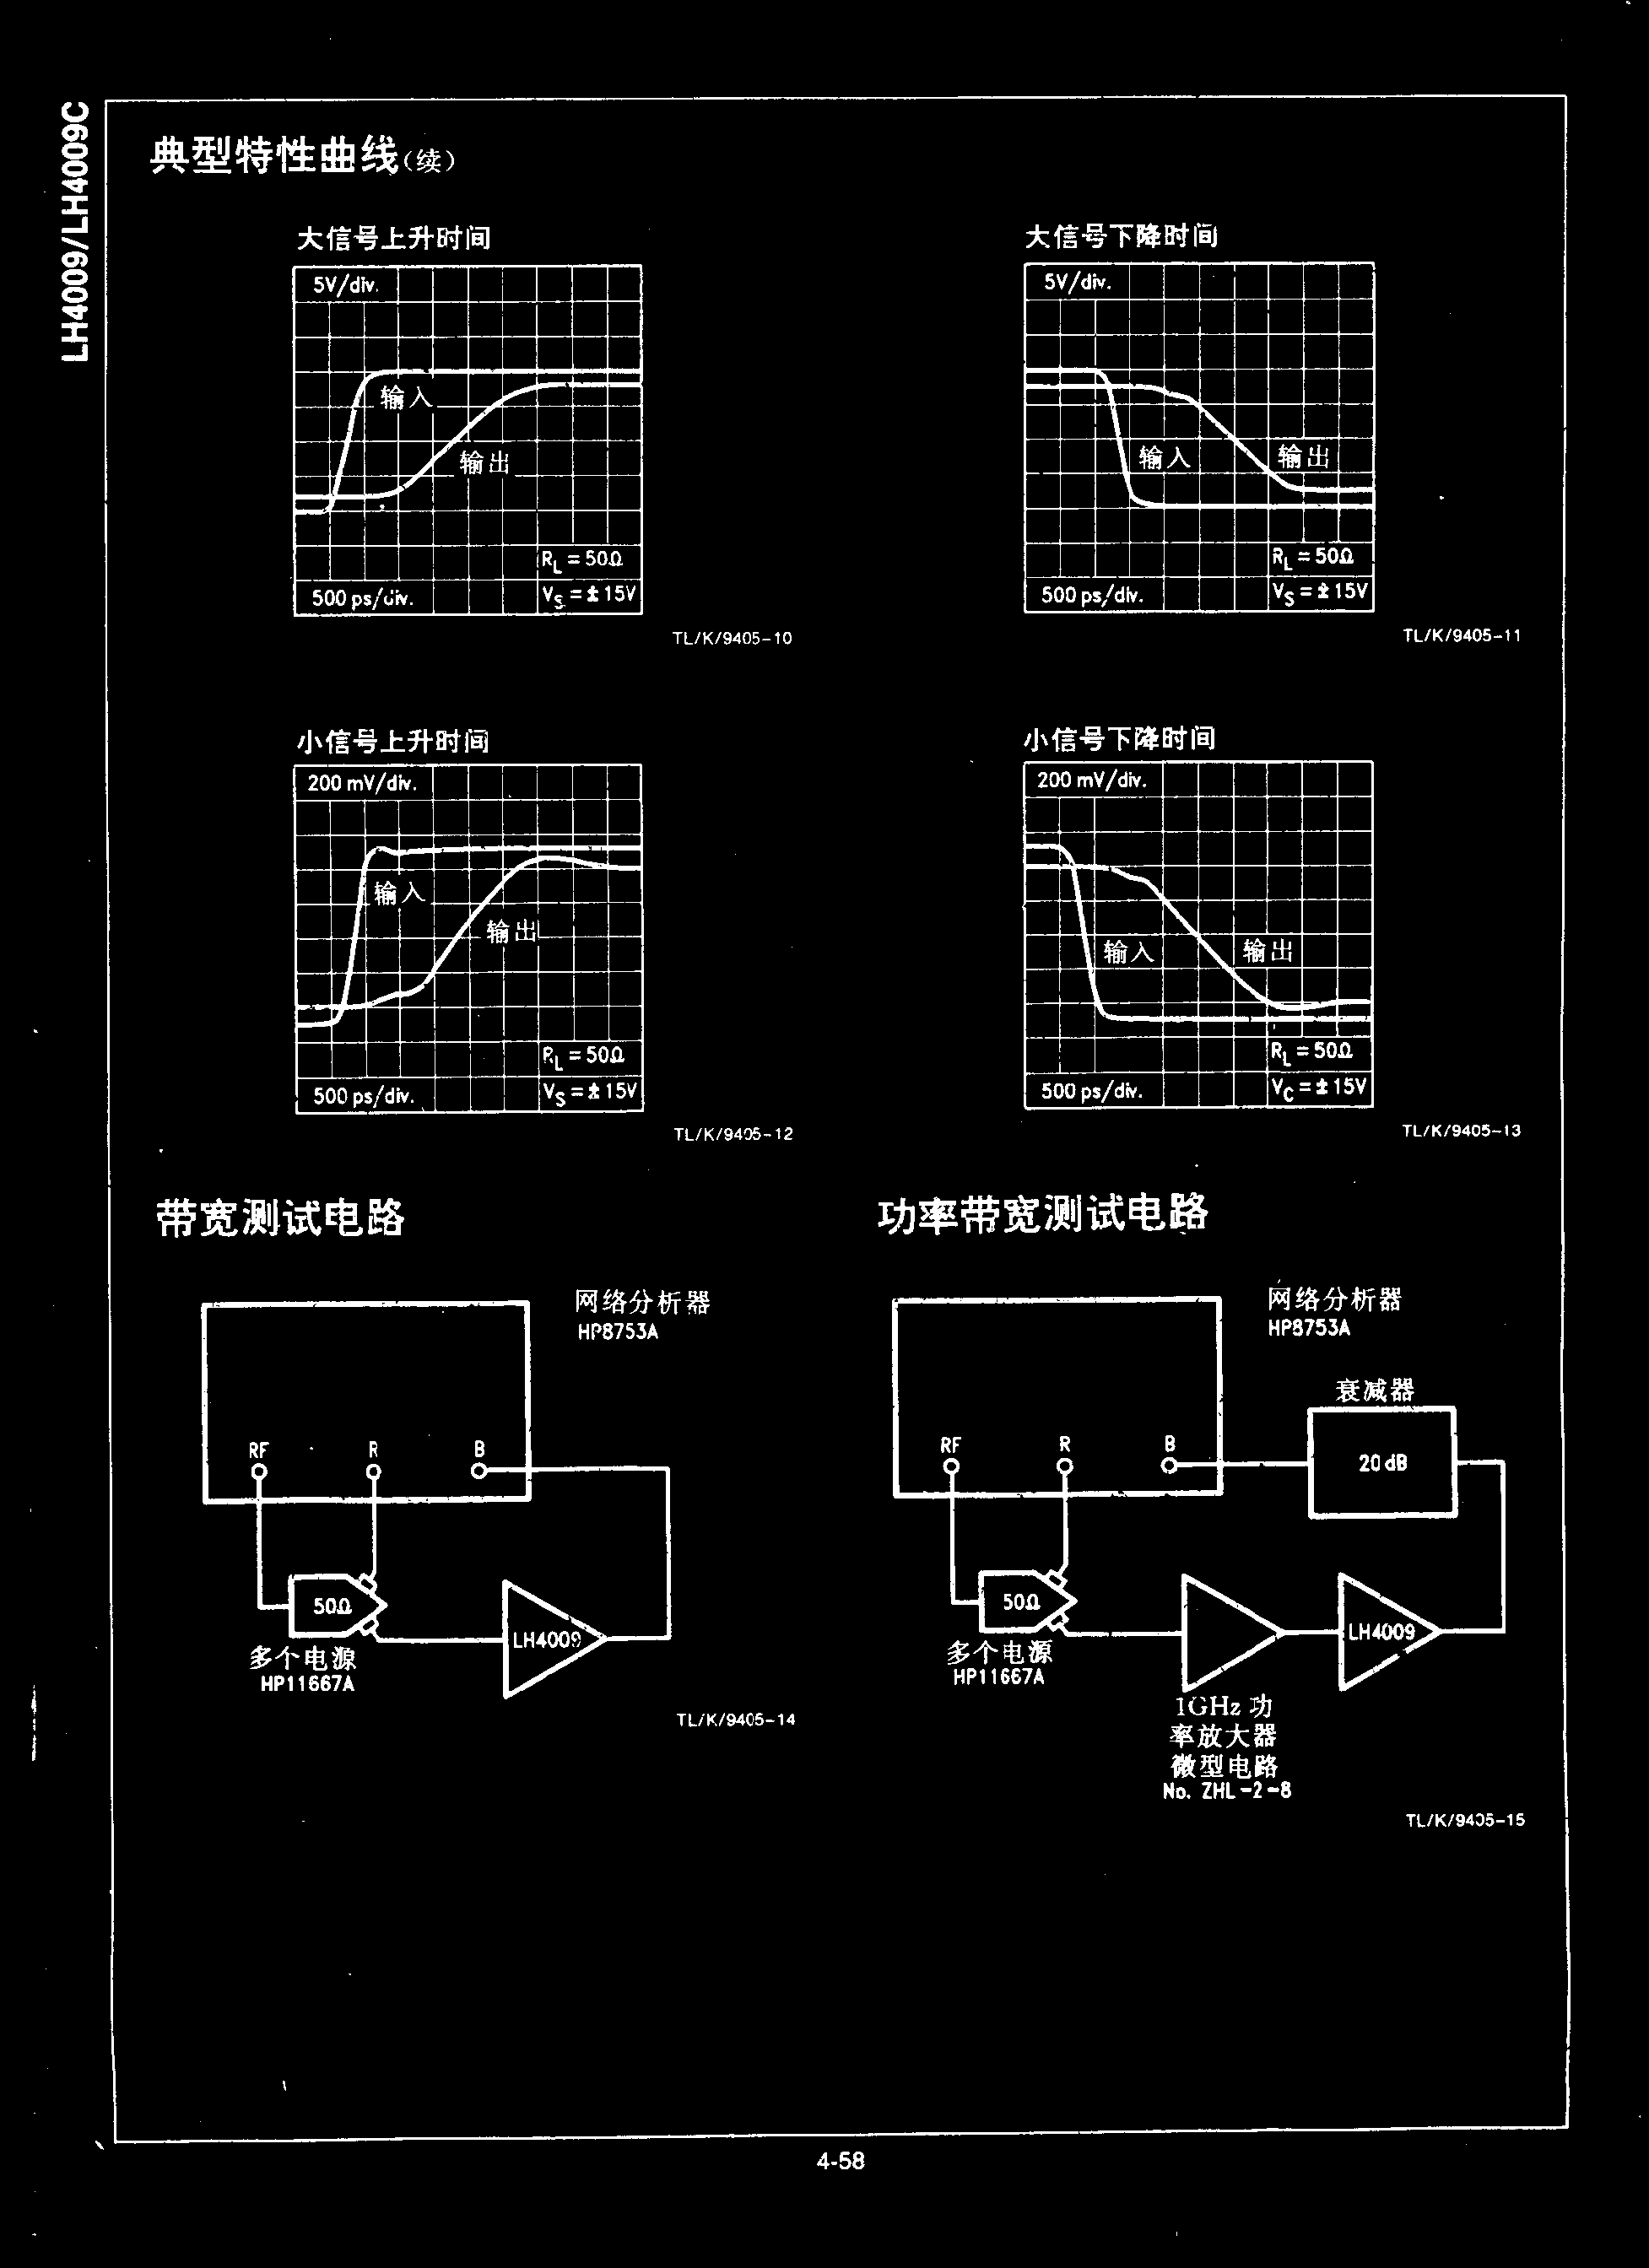 LH4009/LH4009C
典型特性曲线(续)
大信号上升时间
5V/div.
输入
输出
RL = 50Ω
500 ps/div.
VS = ±15V
TL/K/9405-10
大信号下降时间
5V/div.
输入
输出
RL = 50Ω
500 ps/div.
VS = ±15V
TL/K/9405-11
小信号上升时间
200 mV/div.
输入
输出
RL = 50Ω
500 ps/div.
VS = ±15V
TL/K/9405-12
小信号下降时间
200 mV/div.
输入
输出
RL = 50Ω
500 ps/div.
VC = ±15V
TL/K/9405-13
带宽测试电路
网络分析器
HP8753A
RF
R
B
50Ω
LH4009
多个电源
HP11667A
TL/K/9405-14
功率带宽测试电路
网络分析器
HP8753A
衰减器
RF
R
B
20 dB
50Ω
LH4009
多个电源
HP11667A
1GHz 功
率放大器
微型电路
No. ZHL-2-8
TL/K/9405-15
4-58